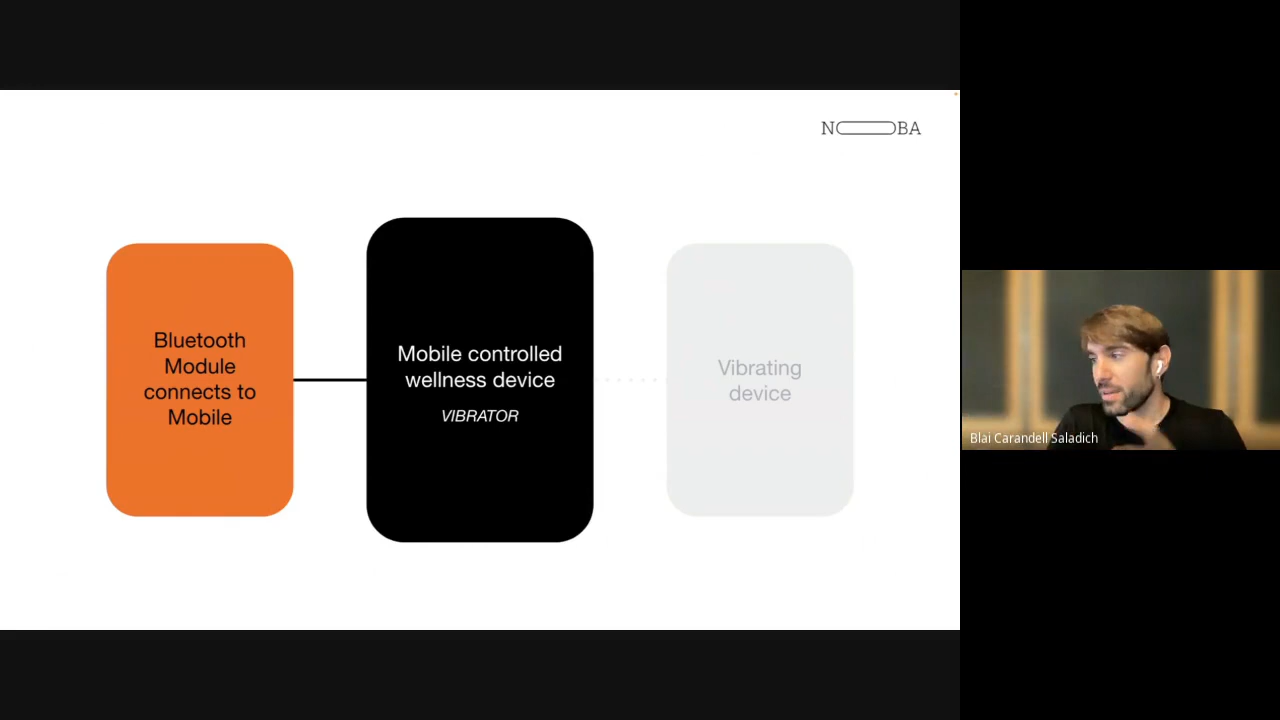 N BA
Bluetooth
Module
connects to
Mobile
Mobile controlled
wellness device
VIBRATOR
Vibrating
device
Blai Carandell Saladich